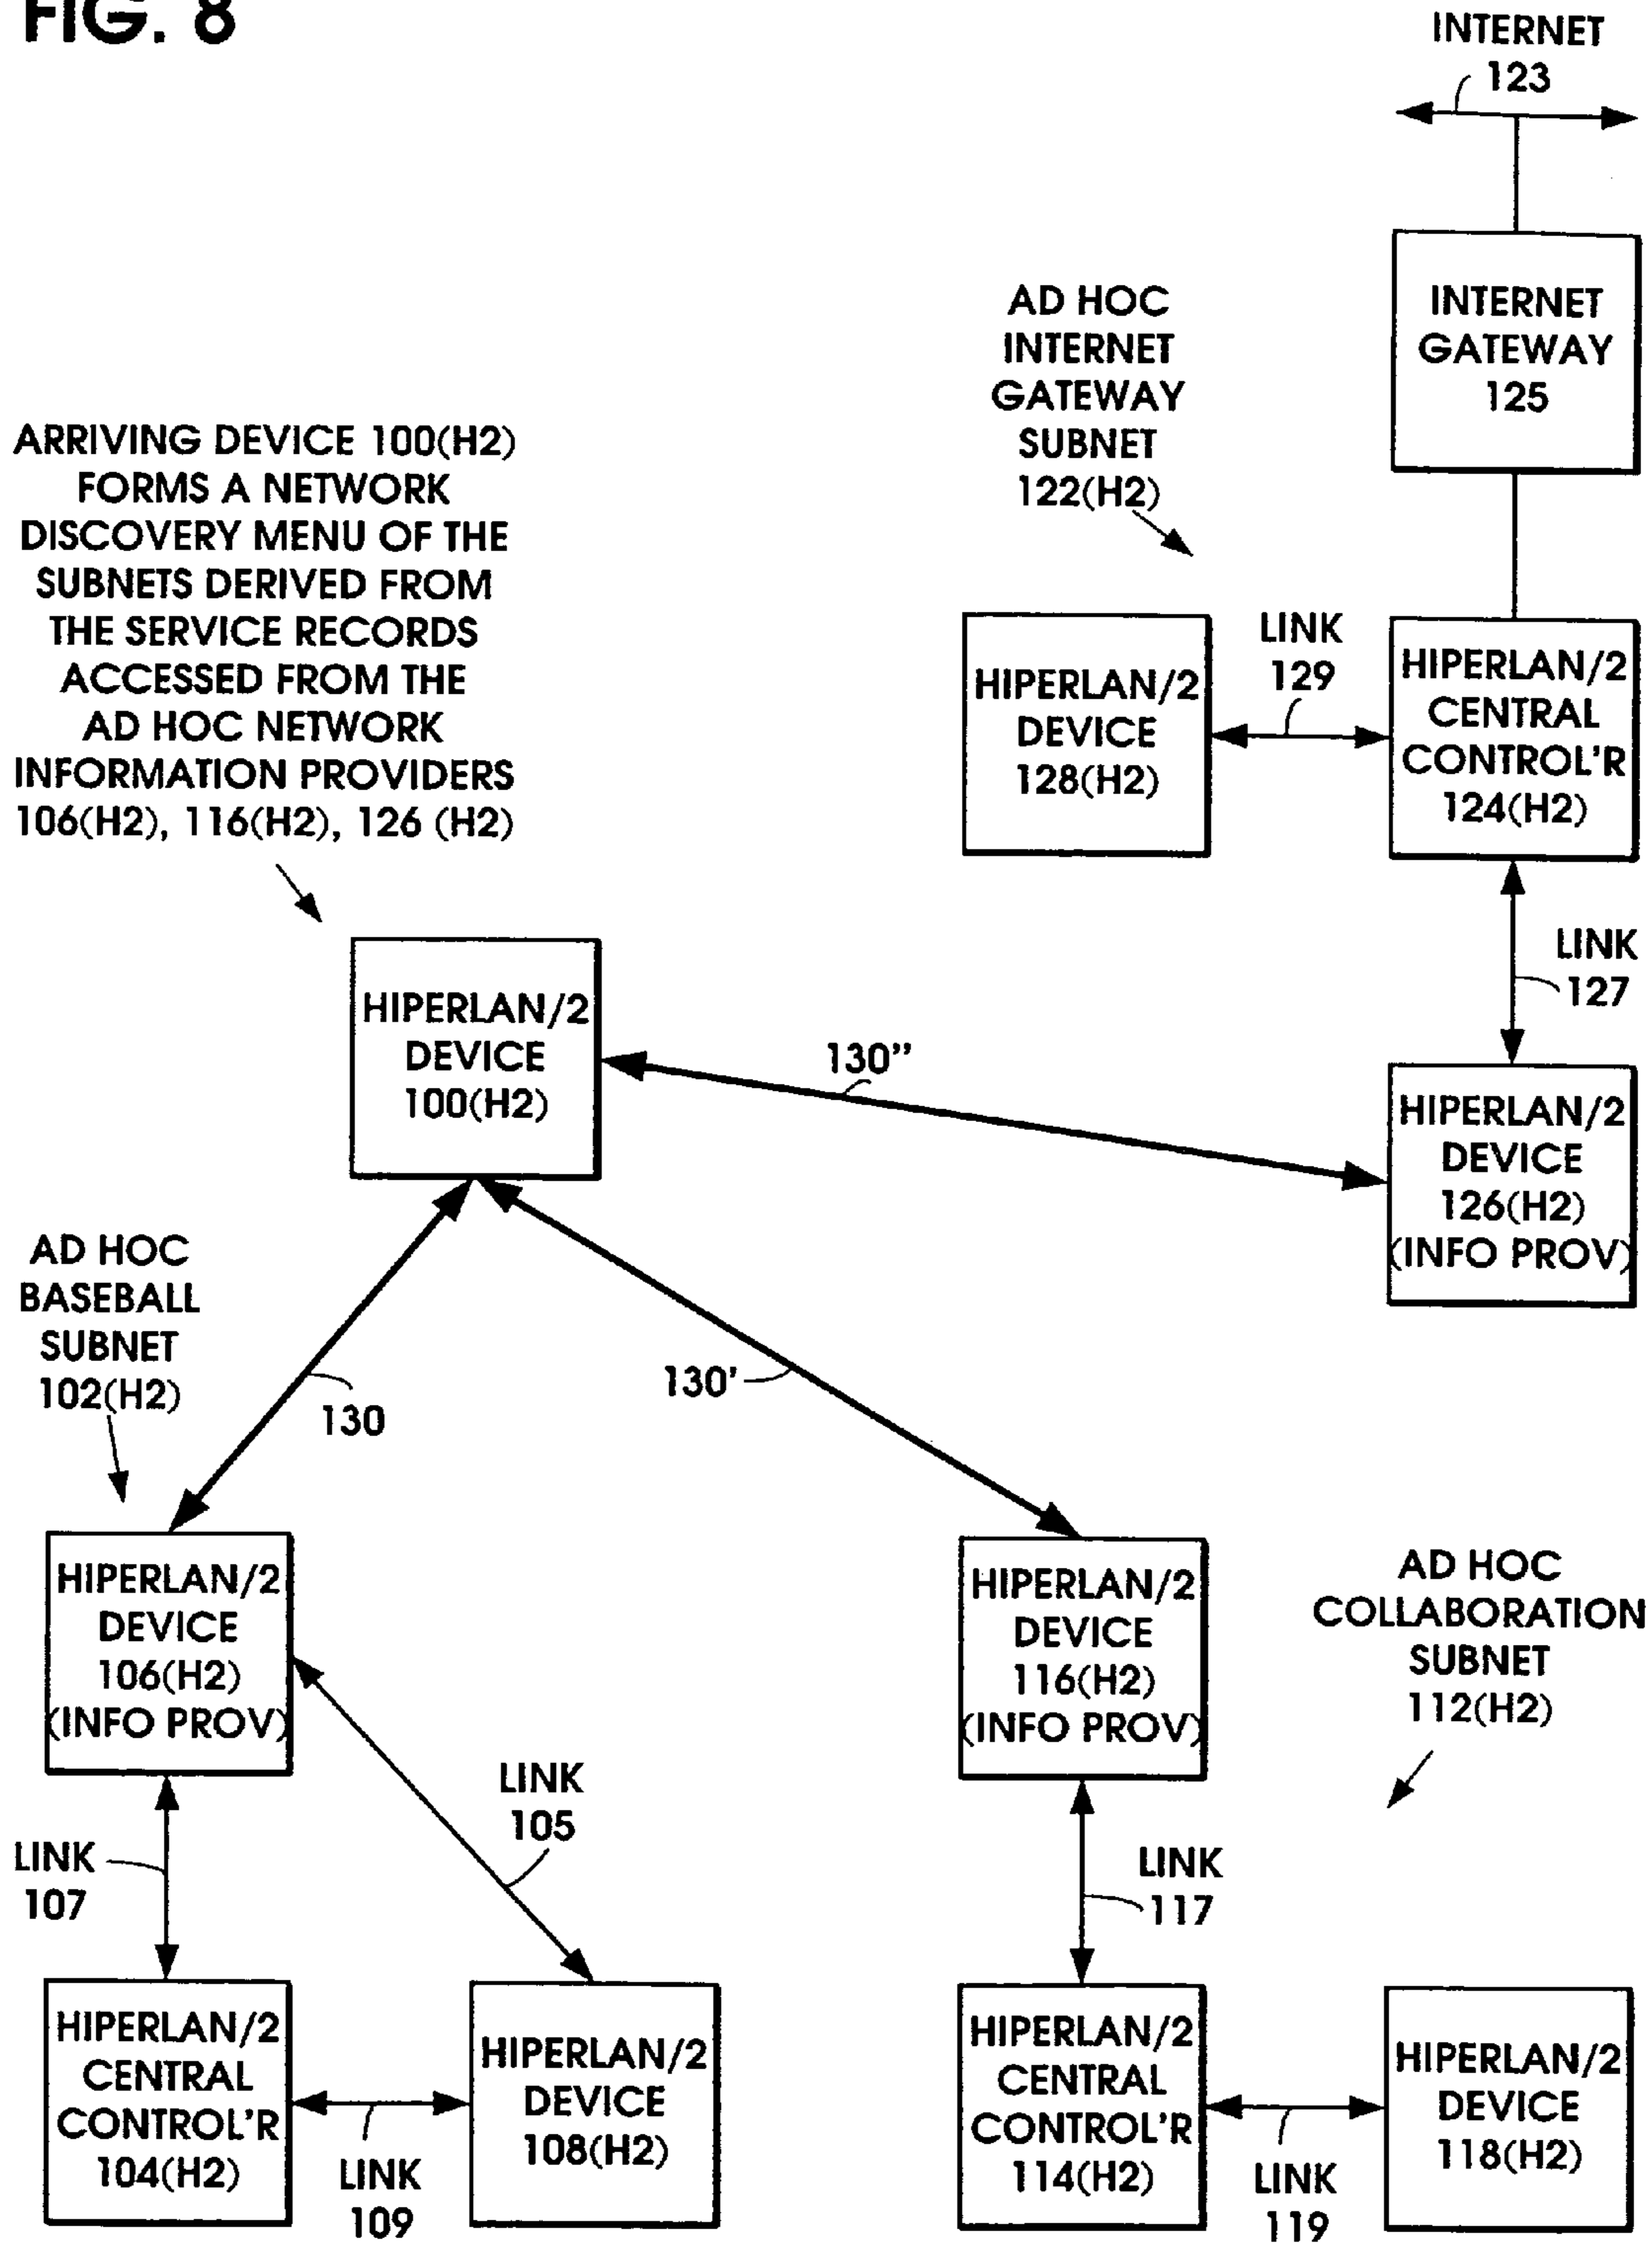 FIG. 8
INTERNET
123
INTERNET
GATEWAY
125
AD HOC
INTERNET
GATEWAY
SUBNET
122(H2)
ARRIVING DEVICE 100(H2)
FORMS A NETWORK
DISCOVERY MENU OF THE
SUBNETS DERIVED FROM
THE SERVICE RECORDS
ACCESSED FROM THE
AD HOC NETWORK
INFORMATION PROVIDERS
106(H2), 116(H2), 126 (H2)
HIPERLAN/2
DEVICE
128(H2)
LINK
129
HIPERLAN/2
CENTRAL
CONTROL'R
124(H2)
LINK
127
HIPERLAN/2
DEVICE
100(H2)
130”
HIPERLAN/2
DEVICE
126(H2)
(INFO PROV)
AD HOC
BASEBALL
SUBNET
102(H2)
130
130'
HIPERLAN/2
DEVICE
106(H2)
(INFO PROV)
HIPERLAN/2
DEVICE
116(H2)
(INFO PROV)
AD HOC
COLLABORATION
SUBNET
112(H2)
LINK
105
LINK
107
LINK
117
HIPERLAN/2
CENTRAL
CONTROL'R
104(H2)
LINK
109
HIPERLAN/2
DEVICE
108(H2)
HIPERLAN/2
CENTRAL
CONTROL'R
114(H2)
LINK
119
HIPERLAN/2
DEVICE
118(H2)